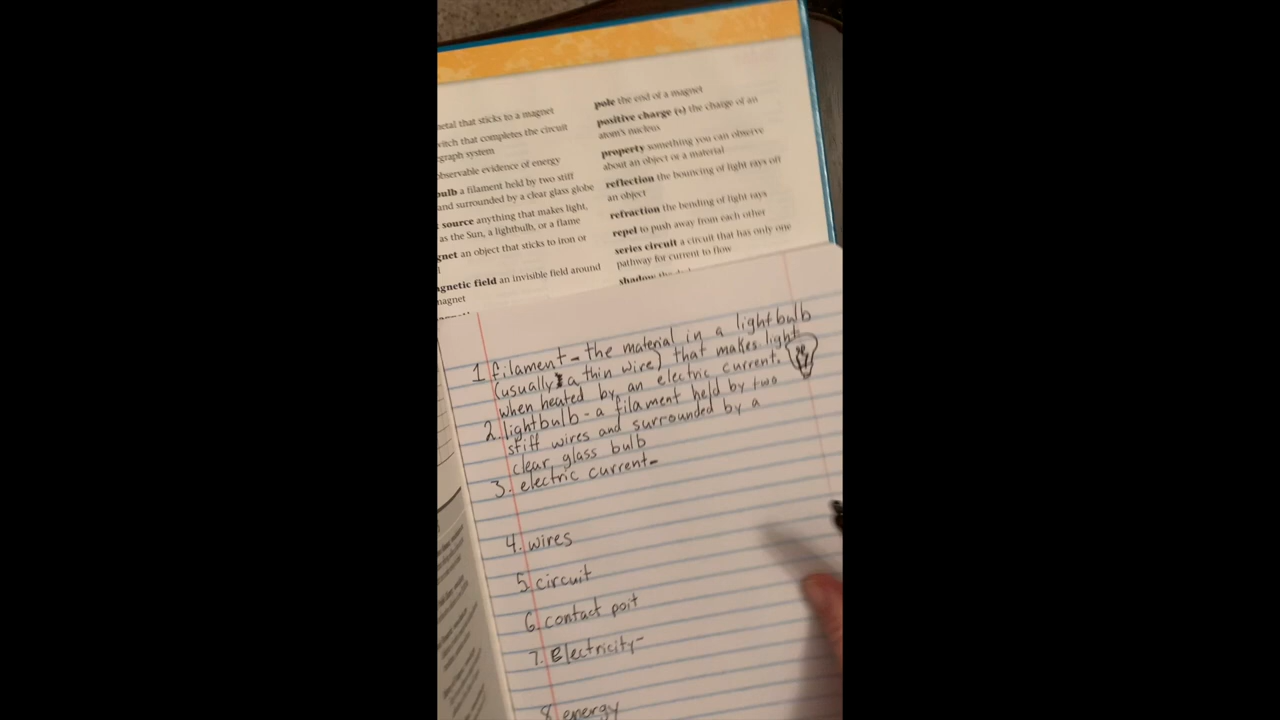 etal that sticks to a magnet
witch that completes the circuit
graph system
observable evidence of energy
bulb a filament held by two stiff
and surrounded by a clear glass globe
source anything that makes light,
as the Sun, a lightbulb, or a flame
gnet an object that sticks to iron or
agnetic field an invisible field around
magnet
pole the end of a magnet
positive charge (+) the charge of an
atom's nucleus
property something you can observe
about an object or a material
reflection the bouncing of light rays off
an object
refraction the bending of light rays
repel to push away from each other
series circuit a circuit that has only one
pathway for current to flow
shadow
1 filament - the material in a lightbulb
(usually a thin wire) that makes light
when heated by an electric current.
2. lightbulb - a filament held by two
stiff wires and surrounded by a
clear glass bulb
3. electric current-
4. wires
5 circuit
6 contact poit
7. Electricity-
8 energy